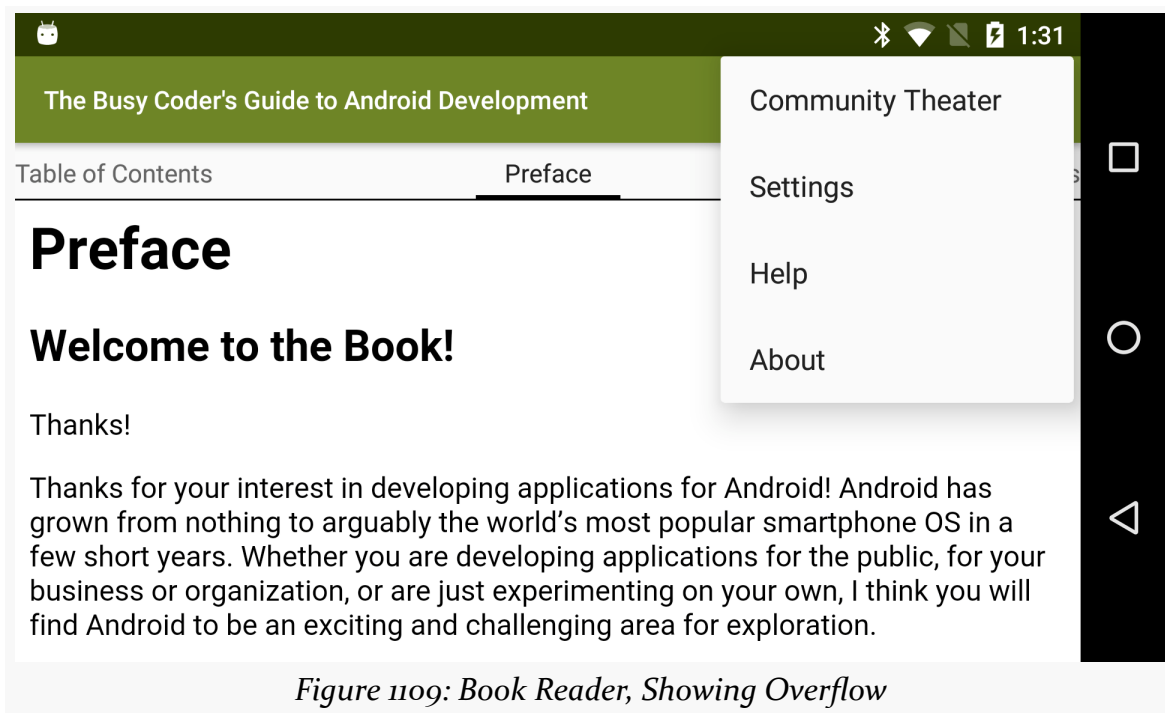 1:31
The Busy Coder's Guide to Android Development
Community Theater
Settings
Help
About
Table of Contents
Preface
s
Preface
Welcome to the Book!
Thanks!
Thanks for your interest in developing applications for Android! Android has
grown from nothing to arguably the world’s most popular smartphone OS in a
few short years. Whether you are developing applications for the public, for your
business or organization, or are just experimenting on your own, I think you will
find Android to be an exciting and challenging area for exploration.
Figure 1109: Book Reader, Showing Overflow